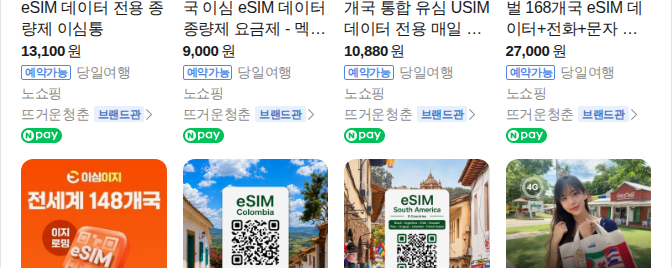 eSIM 데이터 전용 종
량제 이심통
13,100원
예약가능 당일여행
노쇼핑
뜨거운청춘 브랜드관
N pay
국 이심 eSIM 데이터
종량제 요금제 - 멕…
9,000원
예약가능 당일여행
노쇼핑
뜨거운청춘 브랜드관
N pay
개국 통합 유심 USIM
데이터 전용 매일 …
10,880원
예약가능 당일여행
노쇼핑
뜨거운청춘 브랜드관
N pay
벌 168개국 eSIM 데
이터+전화+문자 …
27,000원
예약가능 당일여행
노쇼핑
뜨거운청춘 브랜드관
N pay
이심이지
전세계 148개국
이지
로밍
eSIM
eSIM
Colombia
eSIM
South America
4G